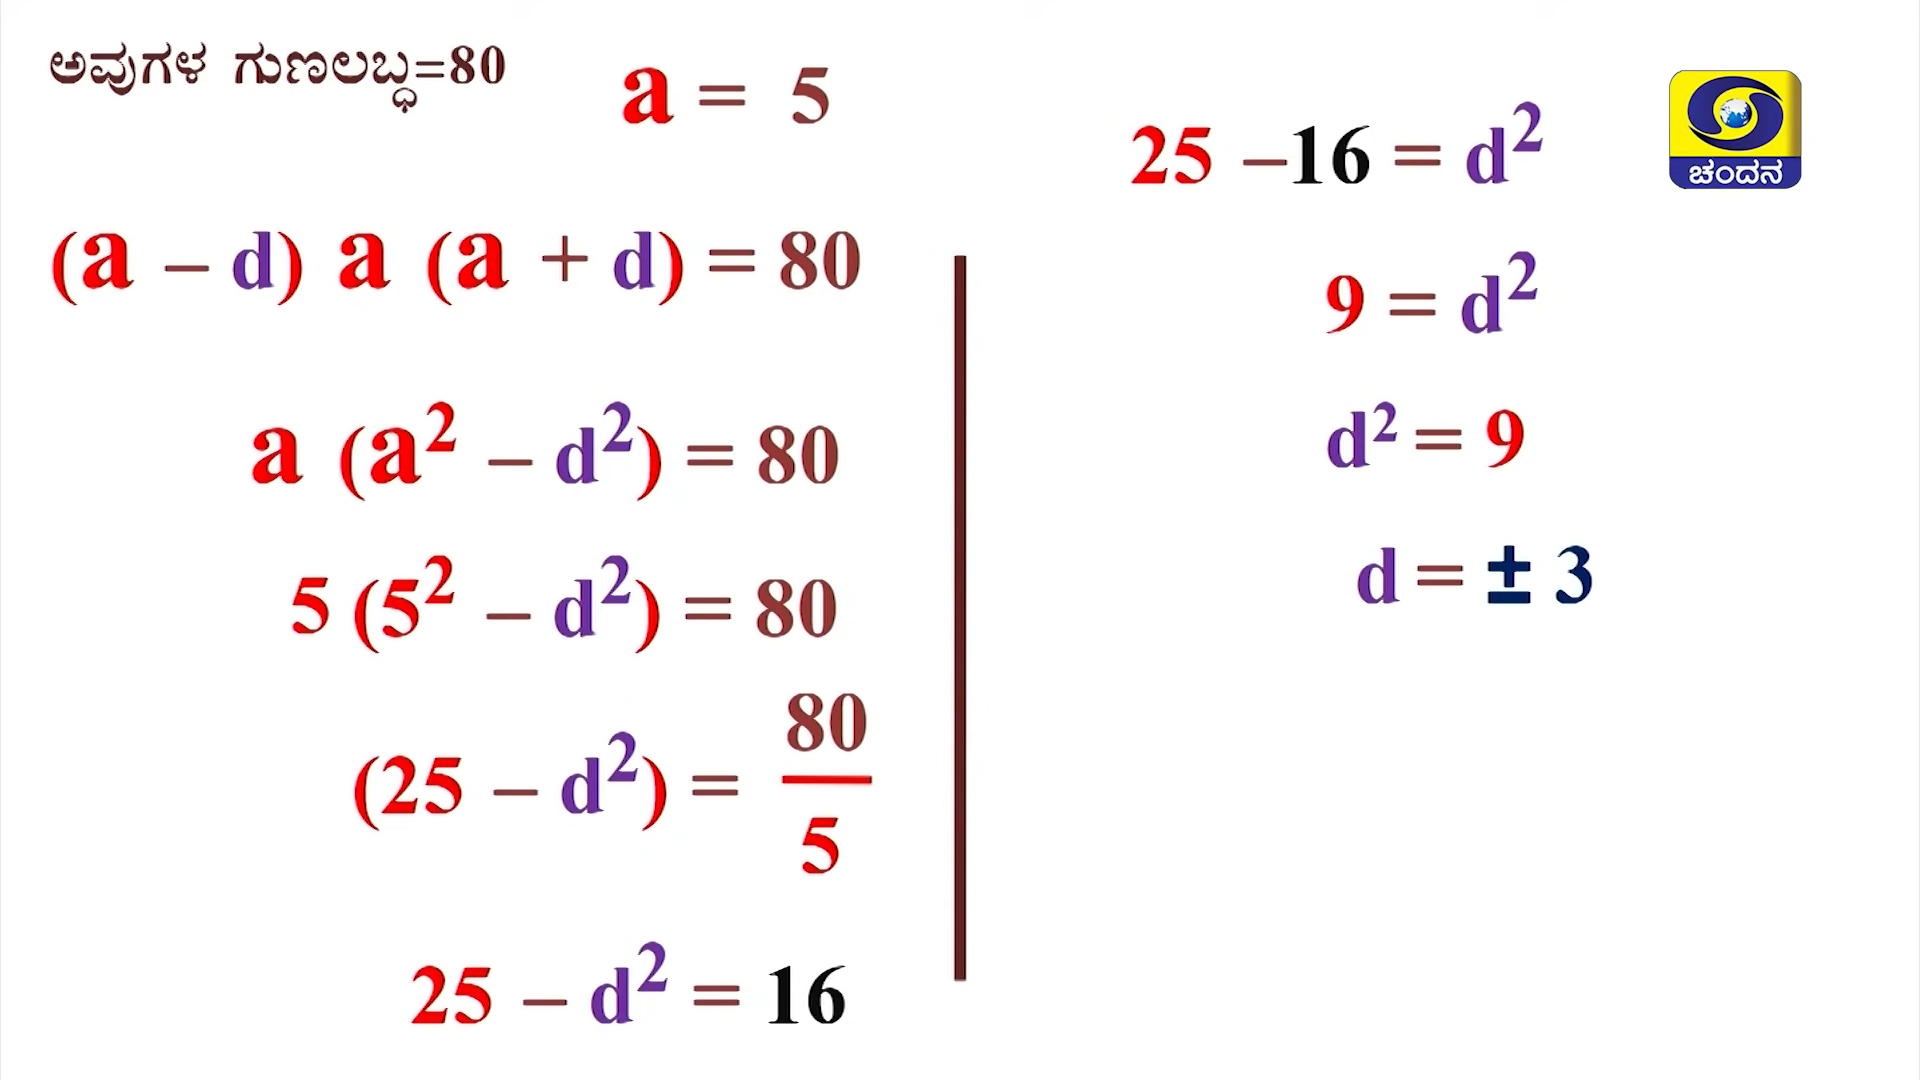 ಅವುಗಳ ಗುಣಲಬ್ಧ=80
a = 5
(a – d) a (a + d) = 80
a (a² – d²) = 80
5 (5² – d²) = 80
(25 – d²) = 80/5
25 – d² = 16
25 –16 = d²
9 = d²
d² = 9
d = ± 3
ಚಂದನ